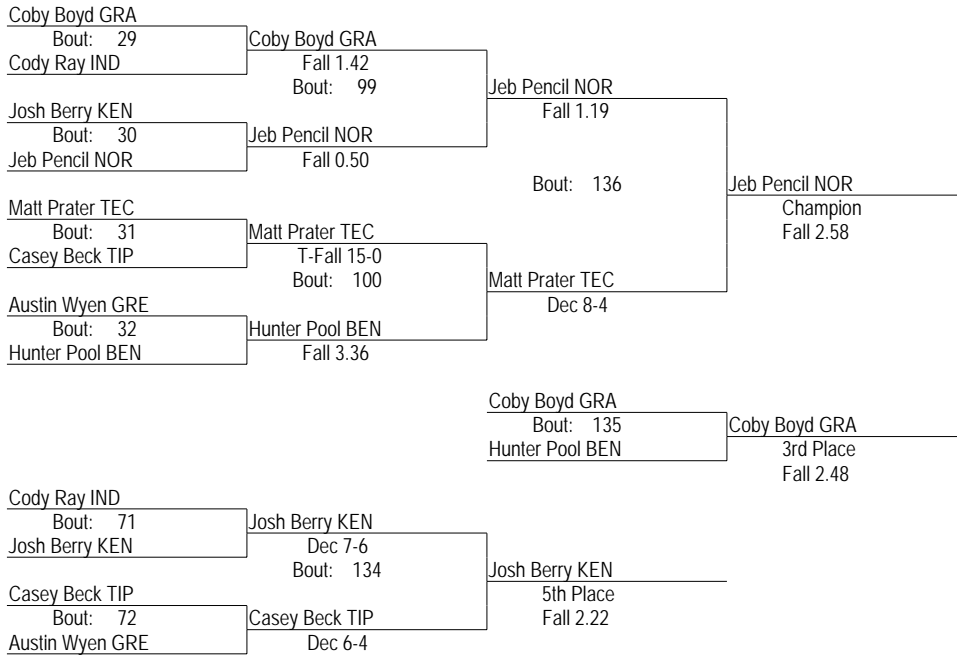 Coby Boyd GRA
Bout: 29
Cody Ray IND
Coby Boyd GRA
Fall 1.42
Bout: 99
Josh Berry KEN
Bout: 30
Jeb Pencil NOR
Jeb Pencil NOR
Fall 0.50
Jeb Pencil NOR
Fall 1.19
Bout: 136
Matt Prater TEC
Bout: 31
Casey Beck TIP
Matt Prater TEC
T-Fall 15-0
Bout: 100
Austin Wyen GRE
Bout: 32
Hunter Pool BEN
Hunter Pool BEN
Fall 3.36
Matt Prater TEC
Dec 8-4
Jeb Pencil NOR
Champion
Fall 2.58
Coby Boyd GRA
Bout: 135
Hunter Pool BEN
Coby Boyd GRA
3rd Place
Fall 2.48
Cody Ray IND
Bout: 71
Josh Berry KEN
Josh Berry KEN
Dec 7-6
Bout: 134
Casey Beck TIP
Bout: 72
Austin Wyen GRE
Casey Beck TIP
Dec 6-4
Josh Berry KEN
5th Place
Fall 2.22